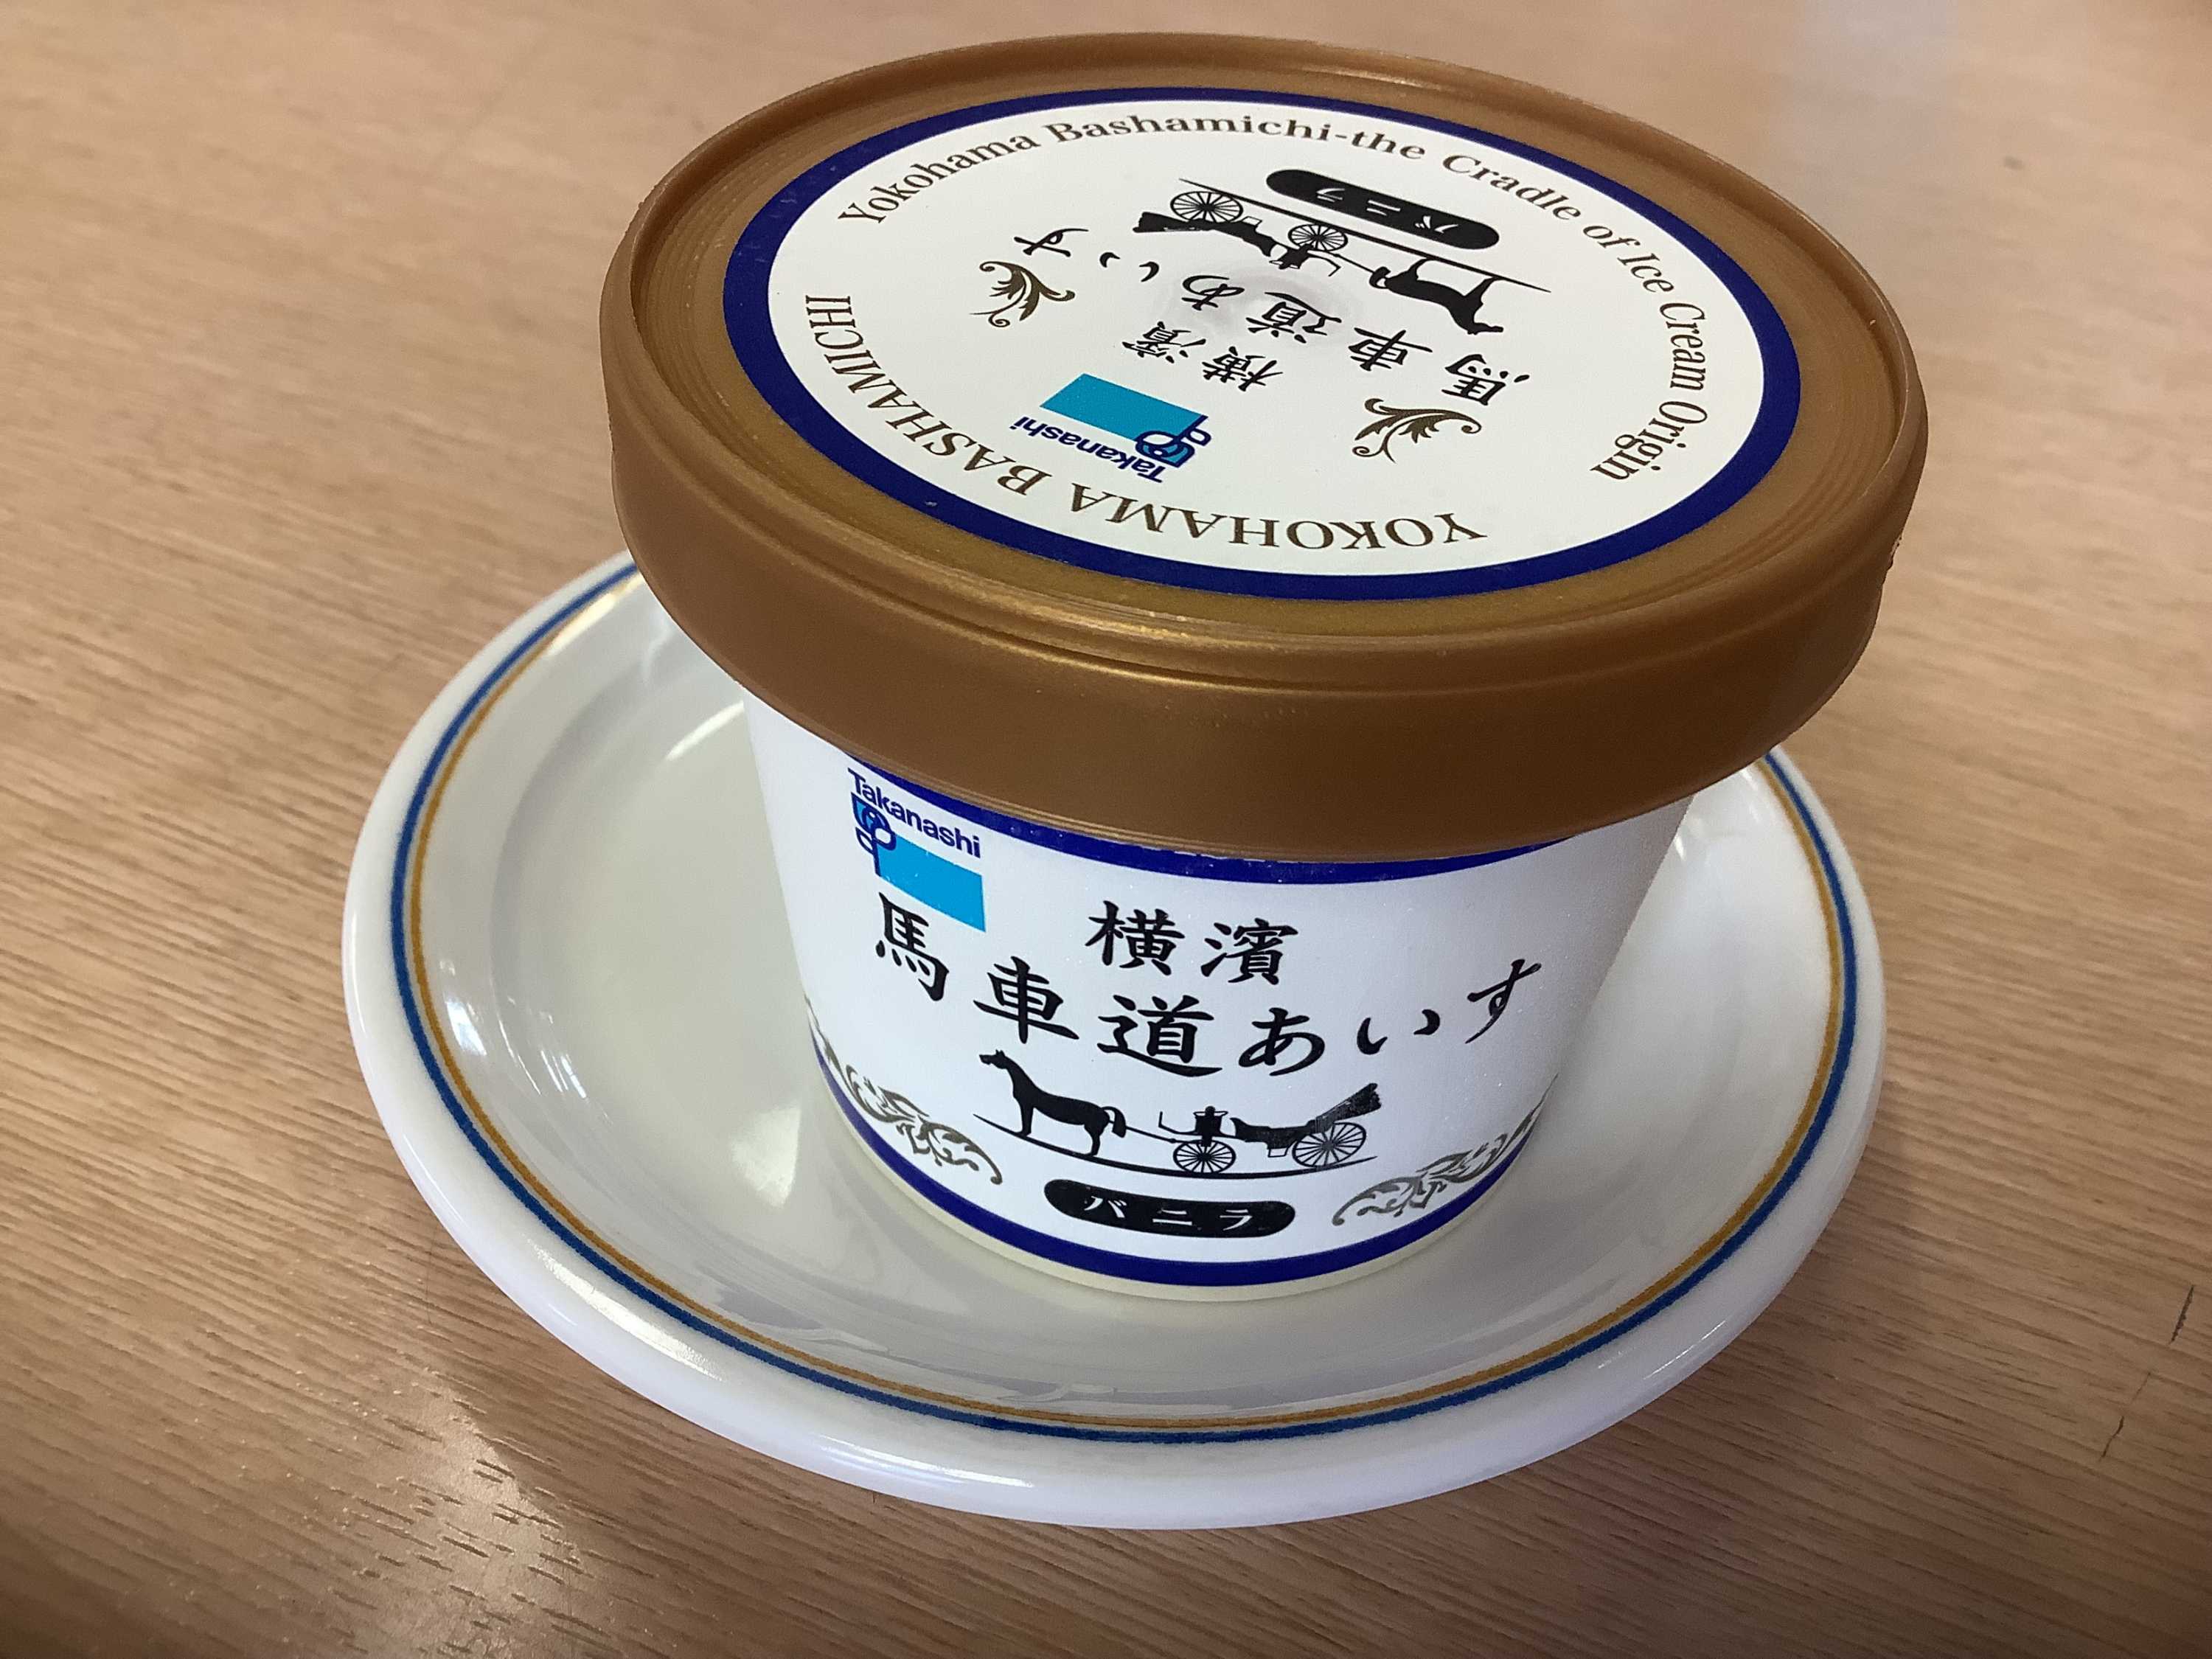 Yokohama Bashamichi-the Cradle of Ice Cream Origin
バニラ
馬車道あいす
横濱
Takanashi
YOKOHAMA BASHAMICHI
Takanashi
横濱
馬車道あいす
バニラ